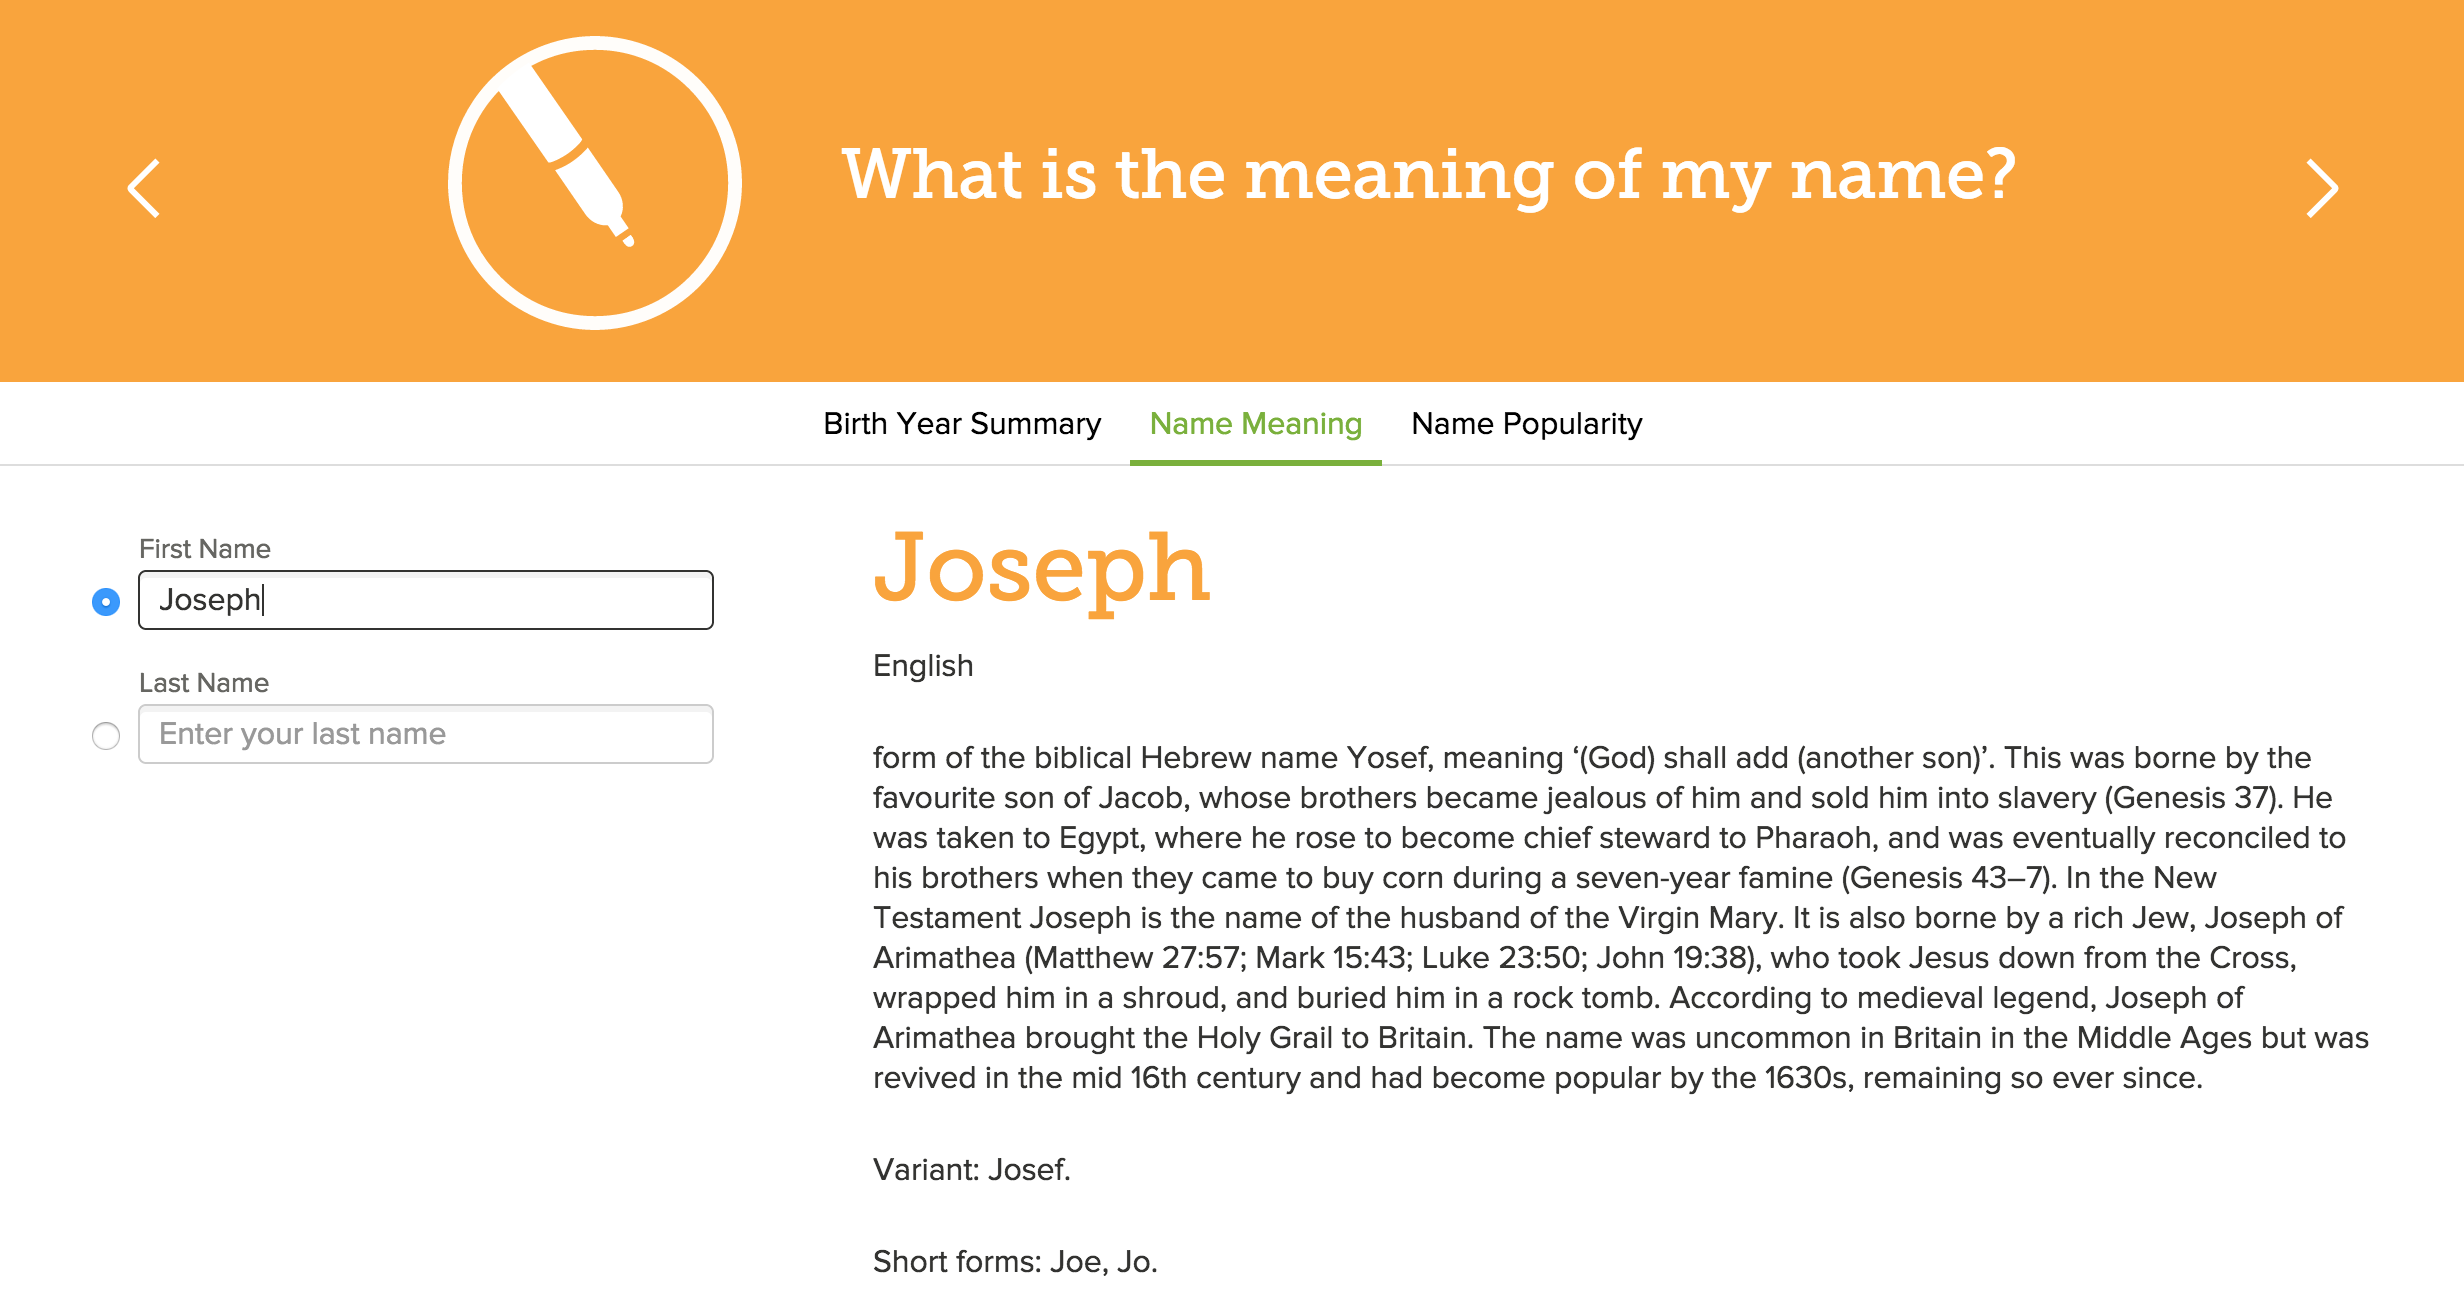 What is the meaning of my name?
Birth Year Summary Name Meaning Name Popularity
First Name
Joseph
Last Name
Enter your last name
Joseph
English
form of the biblical Hebrew name Yosef, meaning ‘(God) shall add (another son)’. This was borne by the
favourite son of Jacob, whose brothers became jealous of him and sold him into slavery (Genesis 37). He
was taken to Egypt, where he rose to become chief steward to Pharaoh, and was eventually reconciled to
his brothers when they came to buy corn during a seven-year famine (Genesis 43–7). In the New
Testament Joseph is the name of the husband of the Virgin Mary. It is also borne by a rich Jew, Joseph of
Arimathea (Matthew 27:57; Mark 15:43; Luke 23:50; John 19:38), who took Jesus down from the Cross,
wrapped him in a shroud, and buried him in a rock tomb. According to medieval legend, Joseph of
Arimathea brought the Holy Grail to Britain. The name was uncommon in Britain in the Middle Ages but was
revived in the mid 16th century and had become popular by the 1630s, remaining so ever since.
Variant: Josef.
Short forms: Joe, Jo.